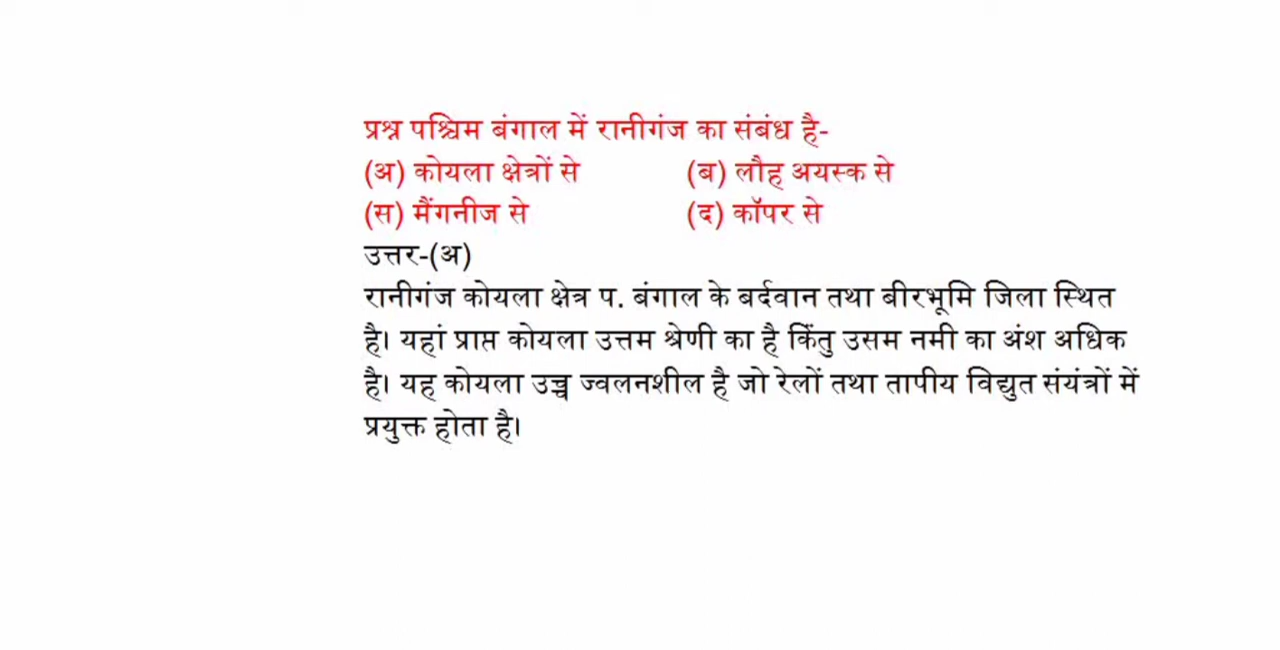 प्रश्न पश्चिम बंगाल में रानीगंज का संबंध है-
(अ) कोयला क्षेत्रों से (ब) लौह अयस्क से
(स) मैंगनीज से (द) कॉपर से
उत्तर-(अ)
रानीगंज कोयला क्षेत्र प. बंगाल के बर्दवान तथा बीरभूमि जिला स्थित
है। यहां प्राप्त कोयला उत्तम श्रेणी का है किंतु उसम नमी का अंश अधिक
है। यह कोयला उच्च ज्वलनशील है जो रेलों तथा तापीय विद्युत संयंत्रों में
प्रयुक्त होता है।